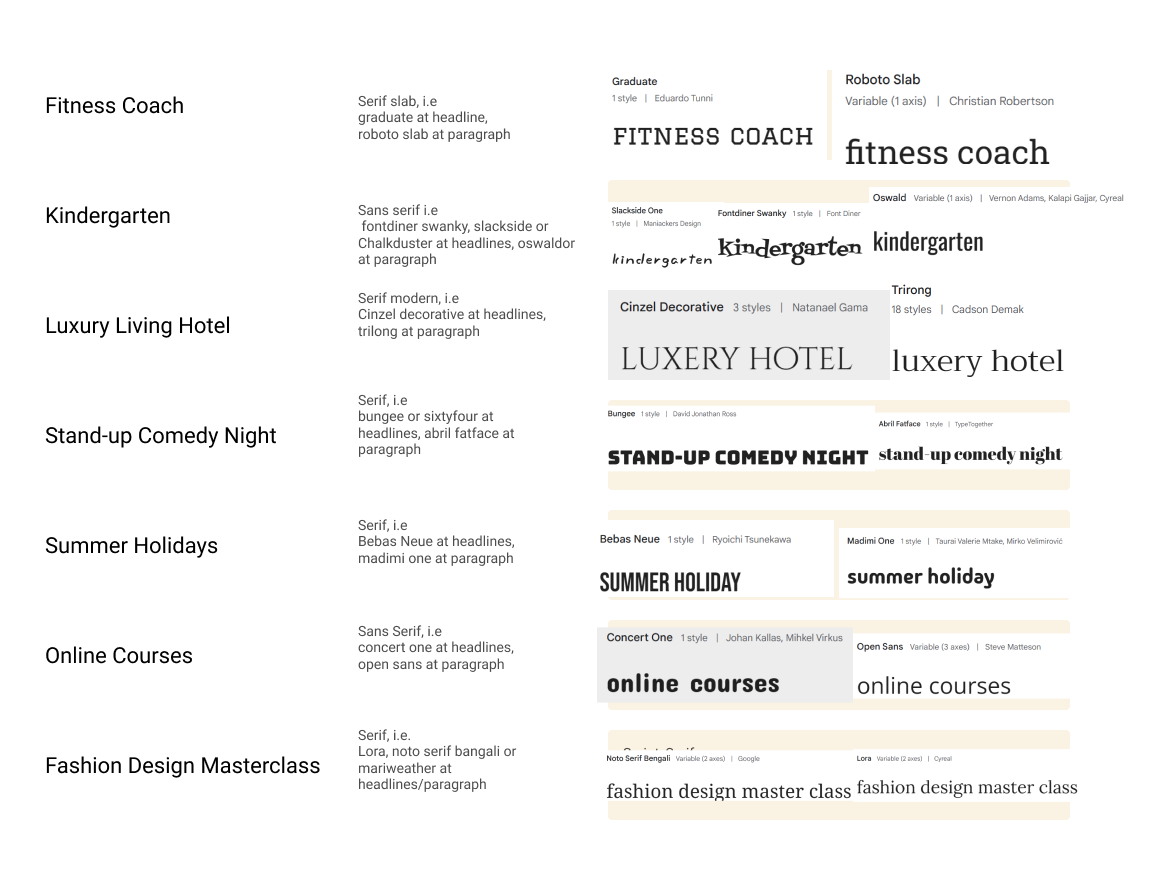 Fitness Coach
Serif slab, i.e
graduate at headline,
roboto slab at paragraph
Graduate
1 style | Eduardo Tunni
FITNESS COACH
Roboto Slab
Variable (1 axis) | Christian Robertson
fitness coach
Kindergarten
Sans serif i.e
fontdiner swanky, slackside or
Chalkduster at headlines, oswaldor
at paragraph
Slackside One
1 style | Maniackers Design
kindergarten
Fontdiner Swanky 1 style | Font Diner
kindergarten
Oswald Variable (1 axis) | Vernon Adams, Kalapi Gajjar, Cyreal
kindergarten
Luxury Living Hotel
Serif modern, i.e
Cinzel decorative at headlines,
trilong at paragraph
Cinzel Decorative 3 styles | Natanael Gama
LUXERY HOTEL
Trirong
18 styles | Cadson Demak
luxery hotel
Stand-up Comedy Night
Serif, i.e
bungee or sixtyfour at
headlines, abril fatface at
paragraph
Bungee 1 style | David Jonathan Ross
STAND-UP COMEDY NIGHT
Abril Fatface 1 style | TypeTogether
stand-up comedy night
Summer Holidays
Serif, i.e
Bebas Neue at headlines,
madimi one at paragraph
Bebas Neue 1 style | Ryoichi Tsunekawa
SUMMER HOLIDAY
Madimi One 1 style | Taurai Valerie Mtake, Mirko Velimirović
summer holiday
Online Courses
Sans Serif, i.e
concert one at headlines,
open sans at paragraph
Concert One 1 style | Johan Kallas, Mihkel Virkus
online courses
Open Sans Variable (3 axes) | Steve Matteson
online courses
Fashion Design Masterclass
Serif, i.e.
Lora, noto serif bangali or
mariweather at
headlines/paragraph
Noto Serif Bengali Variable (2 axes) | Google
fashion design master class
Lora Variable (2 axes) | Cyreal
fashion design master class